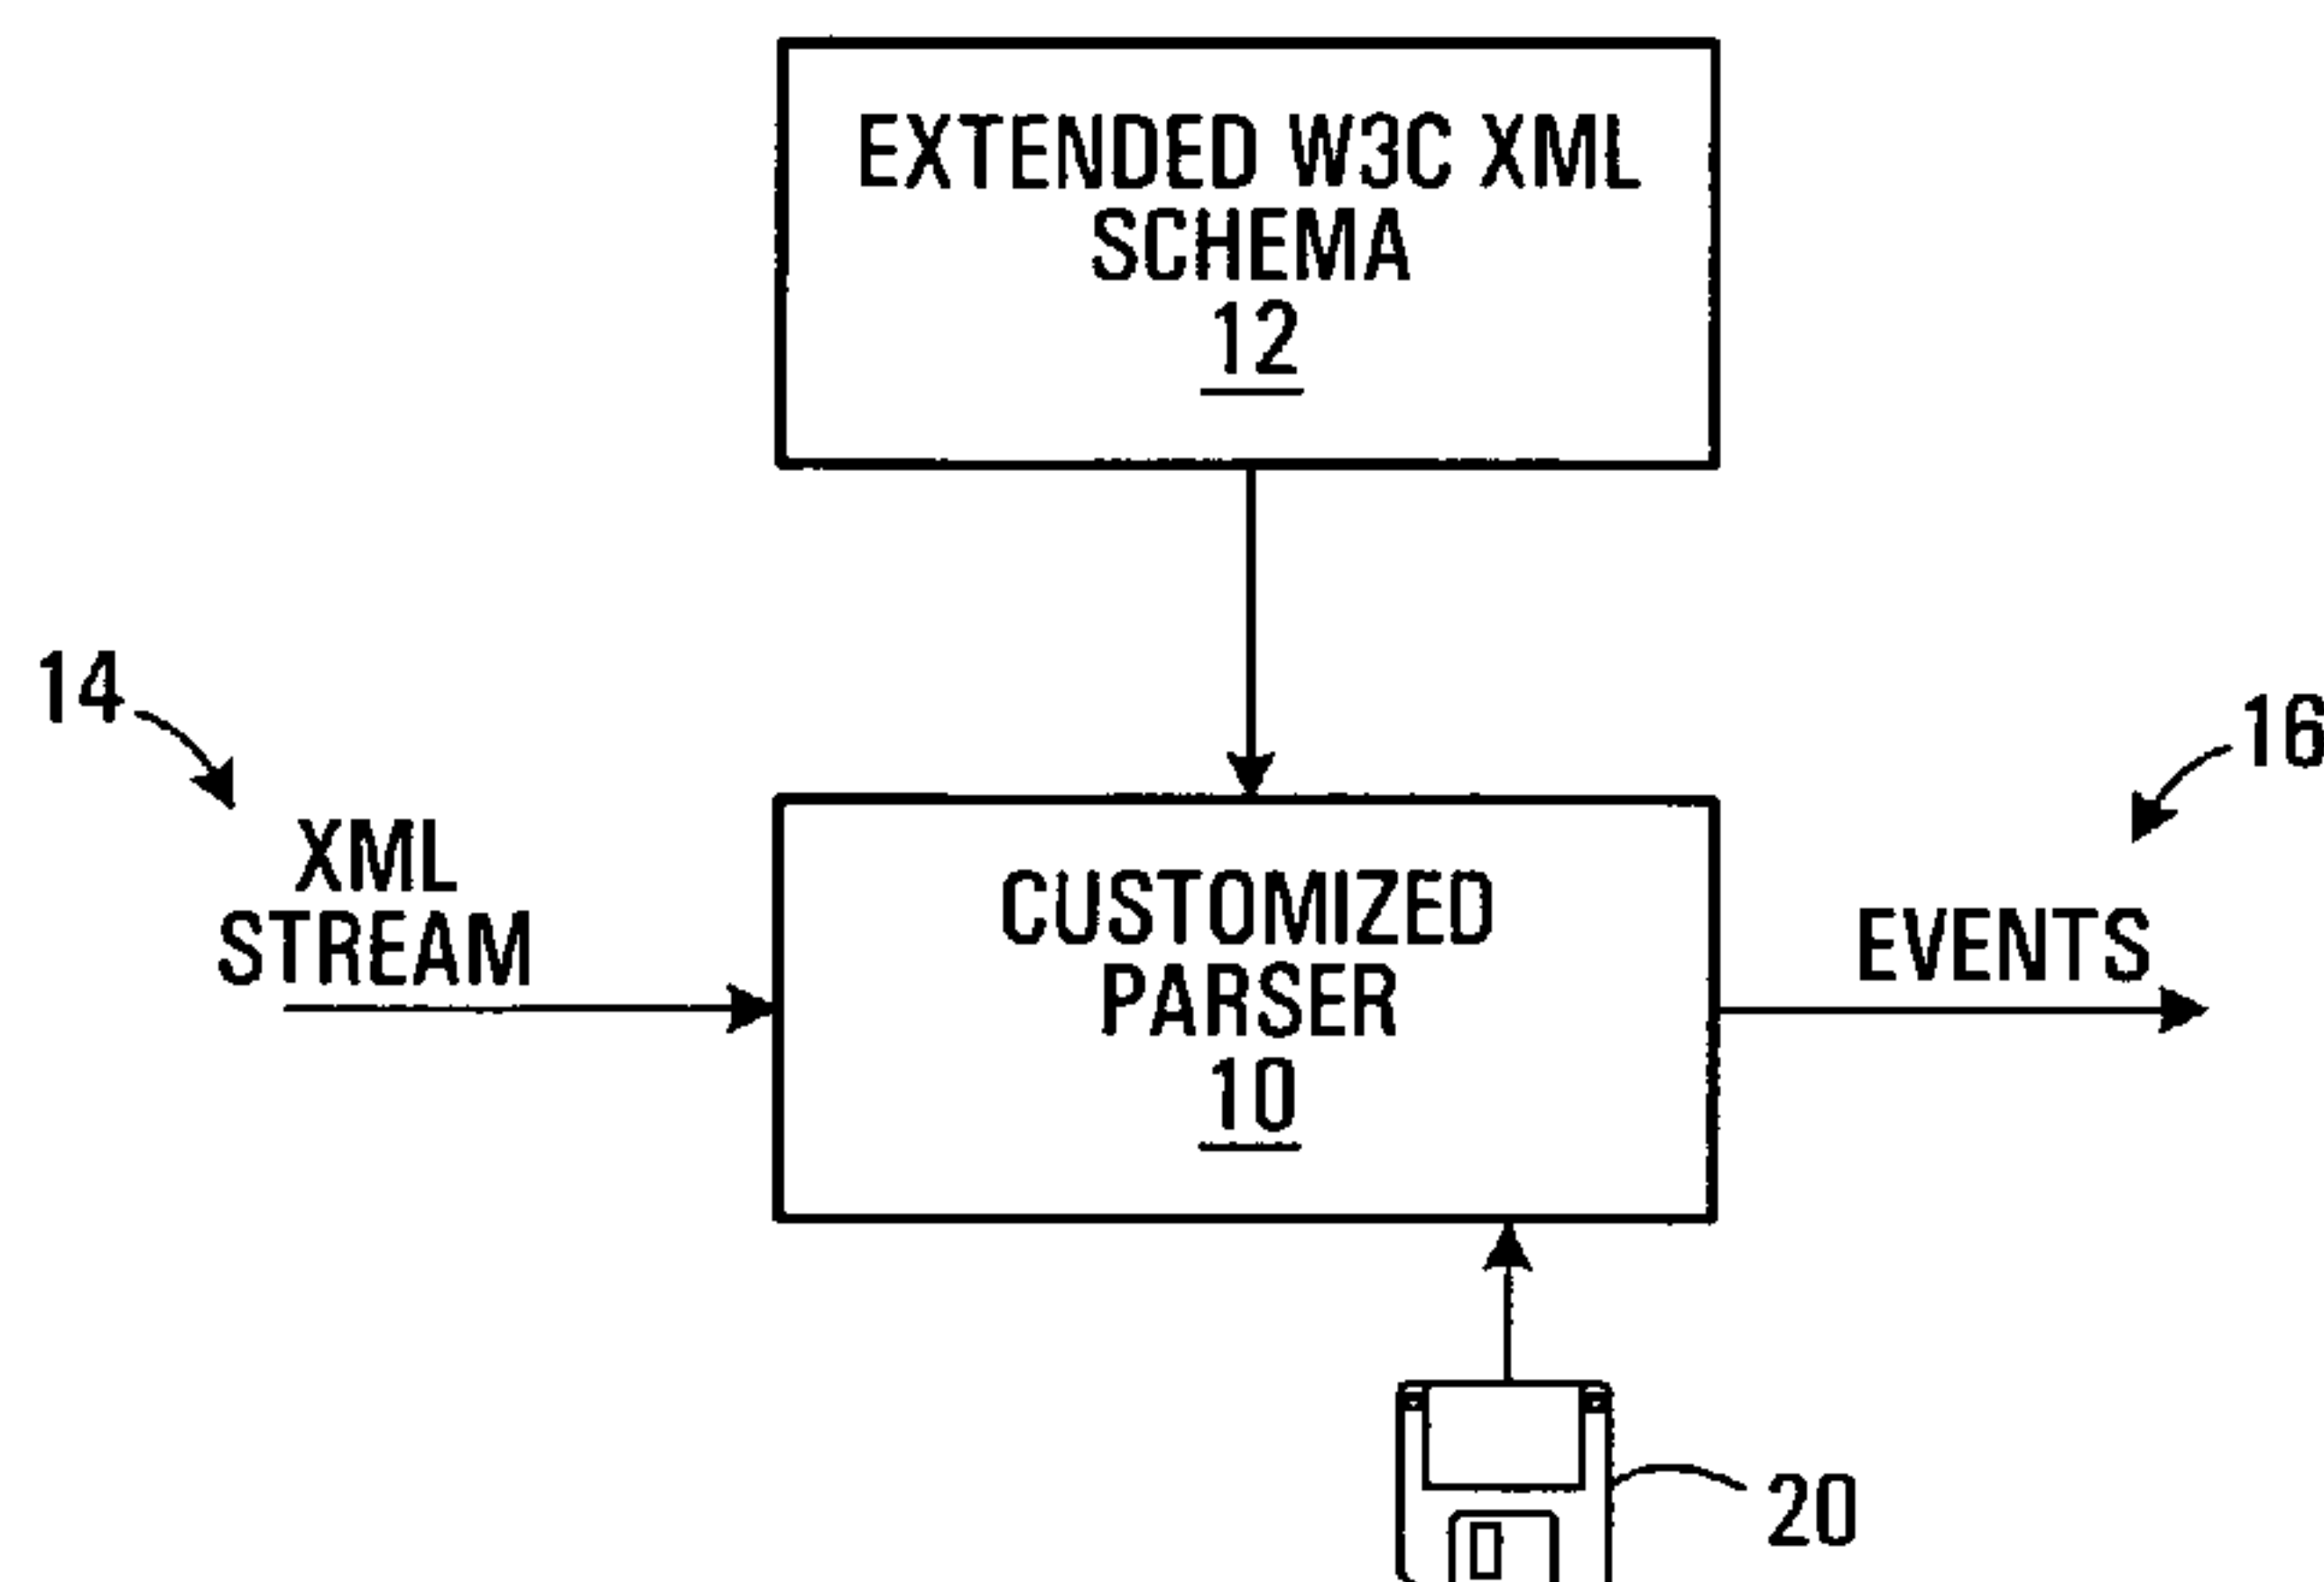 EXTENDED W3C XML
SCHEMA
12
14
16
XML
STREAM
CUSTOMIZED
PARSER
10
EVENTS
20